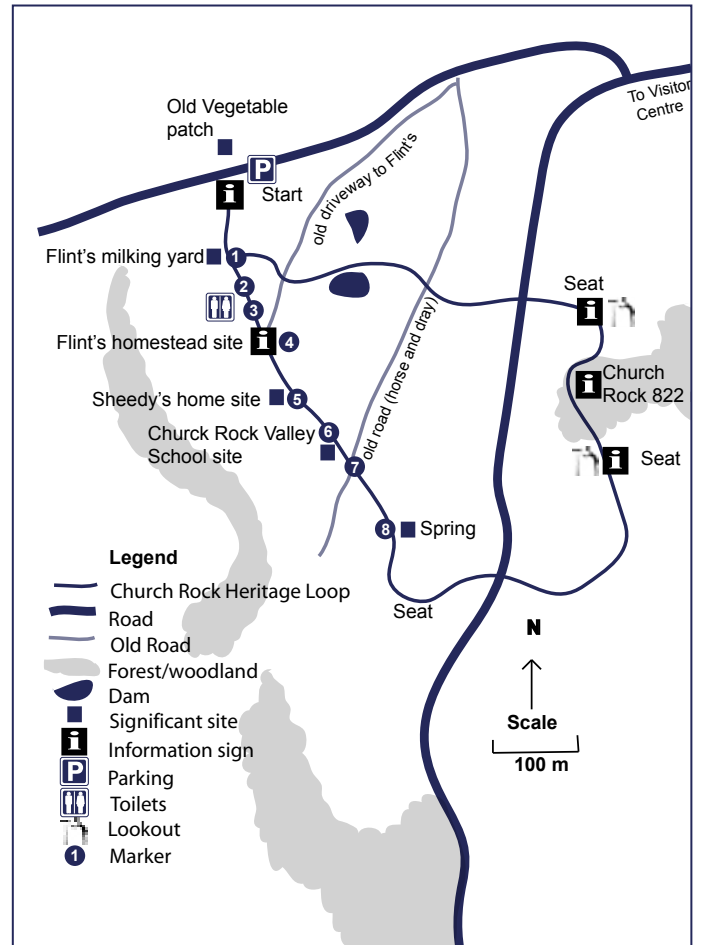 To Visitor
Centre
Old Vegetable
patch
P
i
Start
old driveway to Flint's
Flint's milking yard
1
2
3
Flint's homestead site
i
4
Seat
i
Church
Rock 822
i
Sheedy's home site
5
old road (horse and dray)
Churck Rock Valley
School site
6
7
i
Seat
8
Spring
Seat
N
Scale
100 m
Legend
Church Rock Heritage Loop
Road
Old Road
Forest/woodland
Dam
Significant site
i
Information sign
P
Parking
Toilets
Lookout
1
Marker